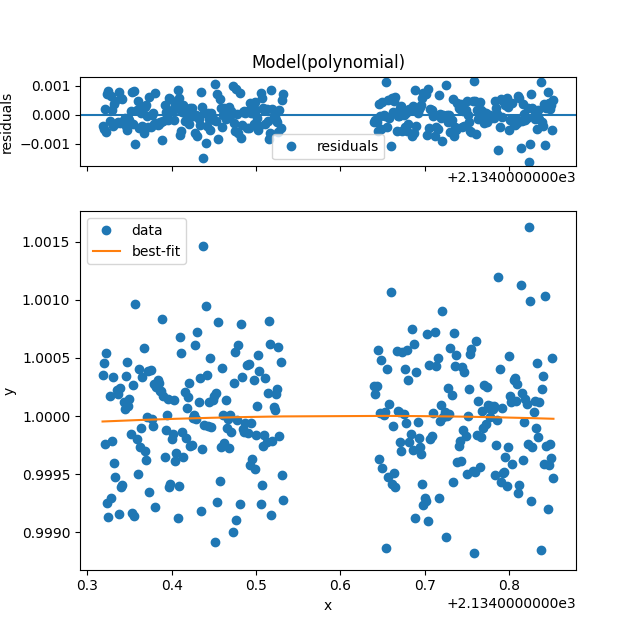 Model(polynomial)
residuals
0.001
0.000
−0.001
residuals
+2.1340000000e3
y
1.0015
1.0010
1.0005
1.0000
0.9995
0.9990
data
best-fit
0.3 0.4 0.5 0.6 0.7 0.8
x
+2.1340000000e3